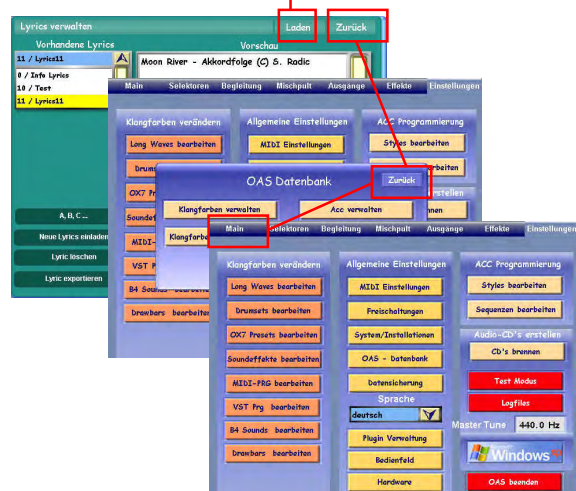 Lyrics verwalten Laden Zurück
Vorhandene Lyrics Vorschau
11 / Lyrics11
Moon River - Akkordfolge (C) S. Radic
0 / Info Lyrics
10 / Test
11 / Lyrics11
A, B, C ...
Neue Lyrics einladen
Lyric löschen
Lyric exportieren
Main Selektoren Begleitung Mischpult Ausgänge Effekte Einstellungen
Klangfarben verändern Allgemeine Einstellungen ACC Programmierung
Long Waves bearbeiten MIDI Einstellungen Styles bearbeiten
OAS Datenbank Zurück
Klangfarben verwalten Acc verwalten
Drawbars bearbeiten
Main Selektoren Begleitung Mischpult Ausgänge Effekte Einstellungen
Klangfarben verändern Allgemeine Einstellungen ACC Programmierung
Long Waves bearbeiten MIDI Einstellungen Styles bearbeiten
Drumsets bearbeiten Freischaltungen Sequenzen bearbeiten
OX7 Presets bearbeiten System/Installationen Audio-CD's erstellen
Soundeffekte bearbeiten OAS - Datenbank CD's brennen
MIDI-PRG bearbeiten Datensicherung Test Modus
VST Prg bearbeiten Sprache Logfiles
deutsch Master Tune 440.0 Hz
B4 Sounds bearbeiten Plugin Verwaltung
Drawbars bearbeiten Bedienfeld Windows
Hardware OAS beenden